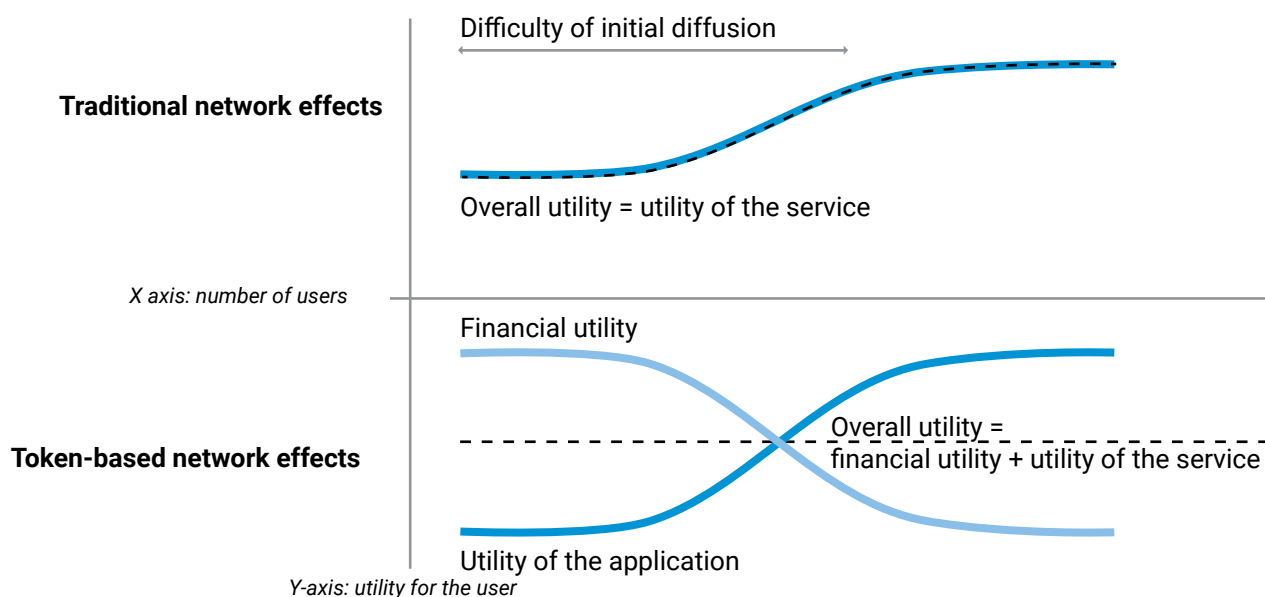 Difficulty of initial diffusion
Traditional network effects
Overall utility = utility of the service
X axis: number of users
Financial utility
Overall utility =
financial utility + utility of the service
Token-based network effects
Utility of the application
Y-axis: utility for the user